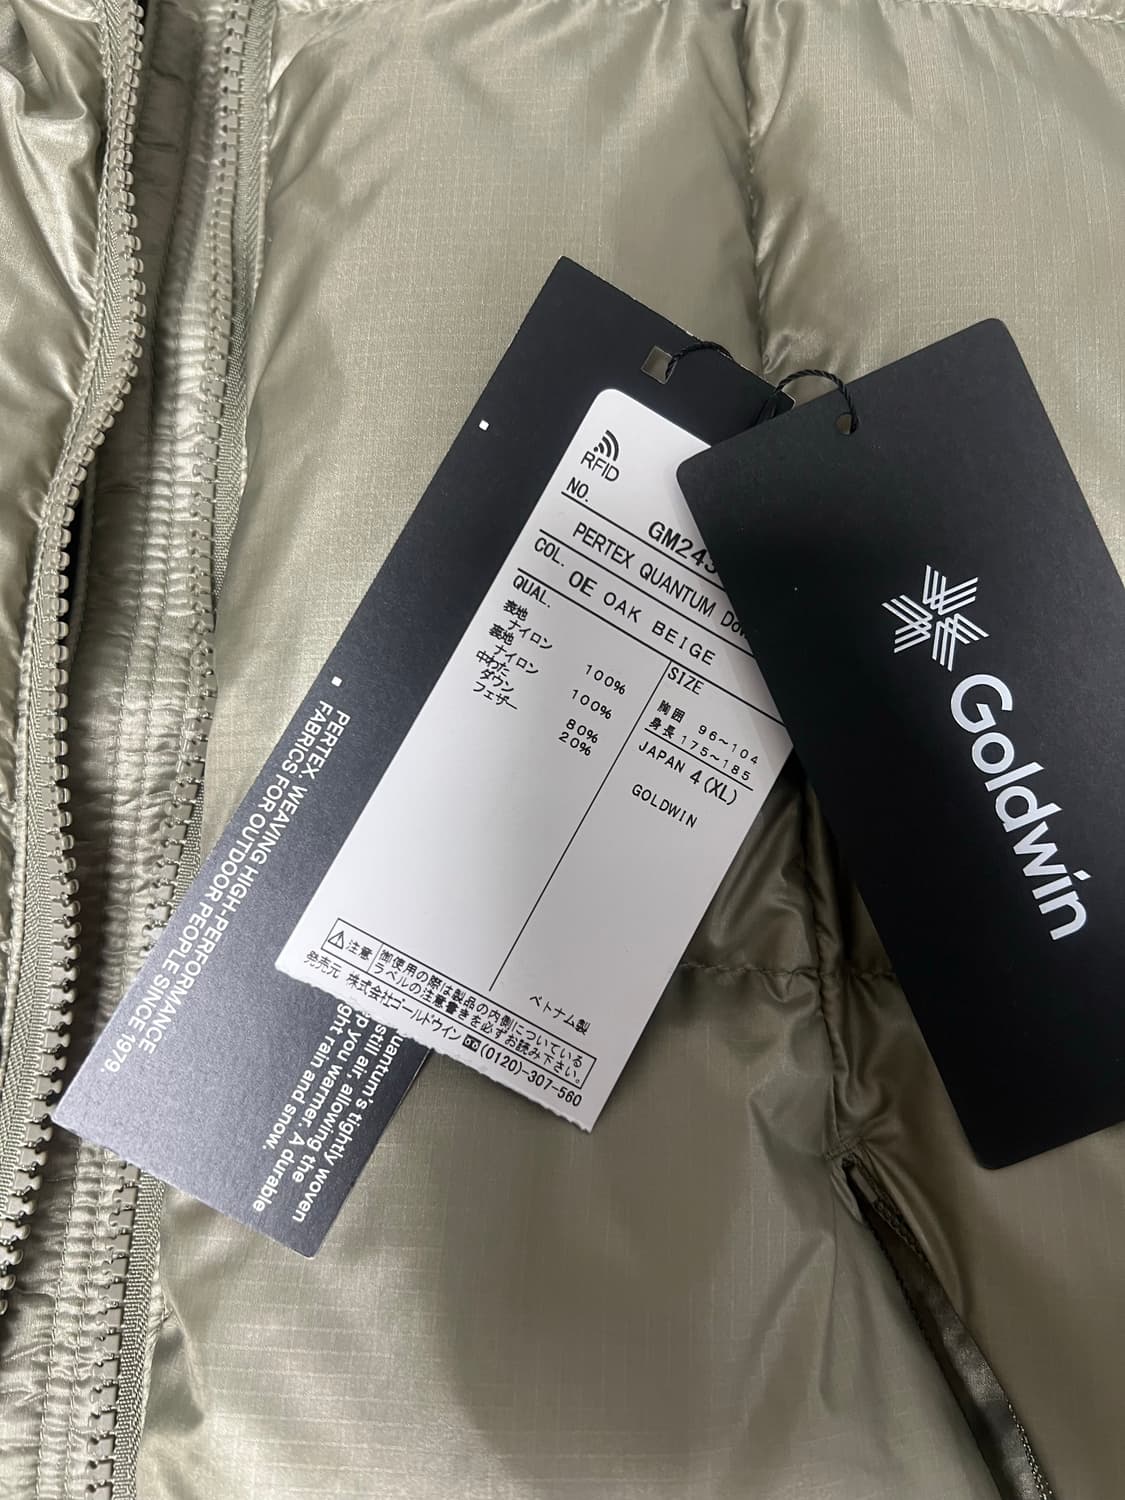 RFID
NO.
GM243
PERTEX QUANTUM Dow
COL. OE OAK BEIGE
QUAL.
表地
ナイロン 100%
裏地
ナイロン 100%
中わた
ダウン 80%
フェザー 20%
SIZE
胸囲 96~104
身長 175~185
JAPAN 4(XL)
GOLDWIN
ベトナム製
注意 御使用の際は製品の内側についている
ラベルの注意書きを必ずお読み下さい。
発売元 株式会社ゴールドウイン (0120)-307-560
Goldwin
PERTEX. WEAVING HIGH-PERFORMANCE
FABRICS FOR OUTDOOR PEOPLE SINCE 1979.
uantum's tightly woven
still air, allowing the
p you warmer. A durable
ght rain and snow.